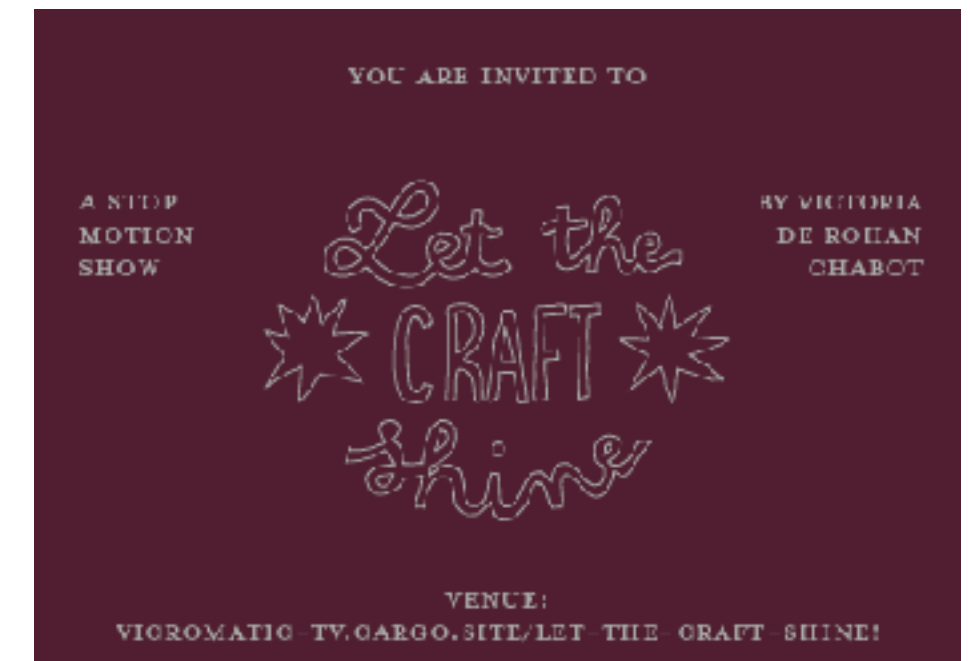 YOU ARE INVITED TO
A STOP
MOTION
SHOW
Let the
CRAFT
shine
BY VICTORIA
DE ROHAN
CHABOT
VENUE:
VICROMATIC-TV.CARGO.SITE/LET-THE-CRAFT-SHINE!